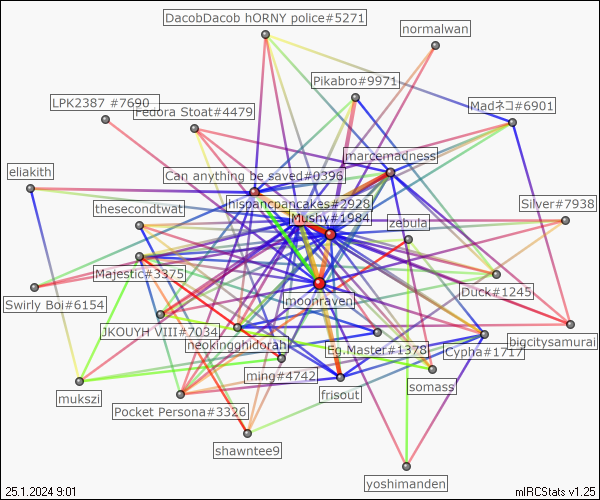 DacobDacob hORNY police#5271
normalwan
Pikabro#9971
LPK2387 #7690
Fedora Stoat#4479
Madネコ#6901
marcemadness
eliakith
Can anything be saved#0396
hispancpancakes#2928
thesecondtwat
Silver#7938
Mushy#1984
zebula
Majestic#3375
Duck#1245
moonraven
Swirly Boi#6154
JKOUYH VIII#7034
bigcitysamurai
neokingghidorah
Eg.Master#1378
Cypha#1717
ming#4742
somass
mukszi
frisout
Pocket Persona#3326
shawntee9
yoshimanden
25.1.2024 9:01
mIRCStats v1.25